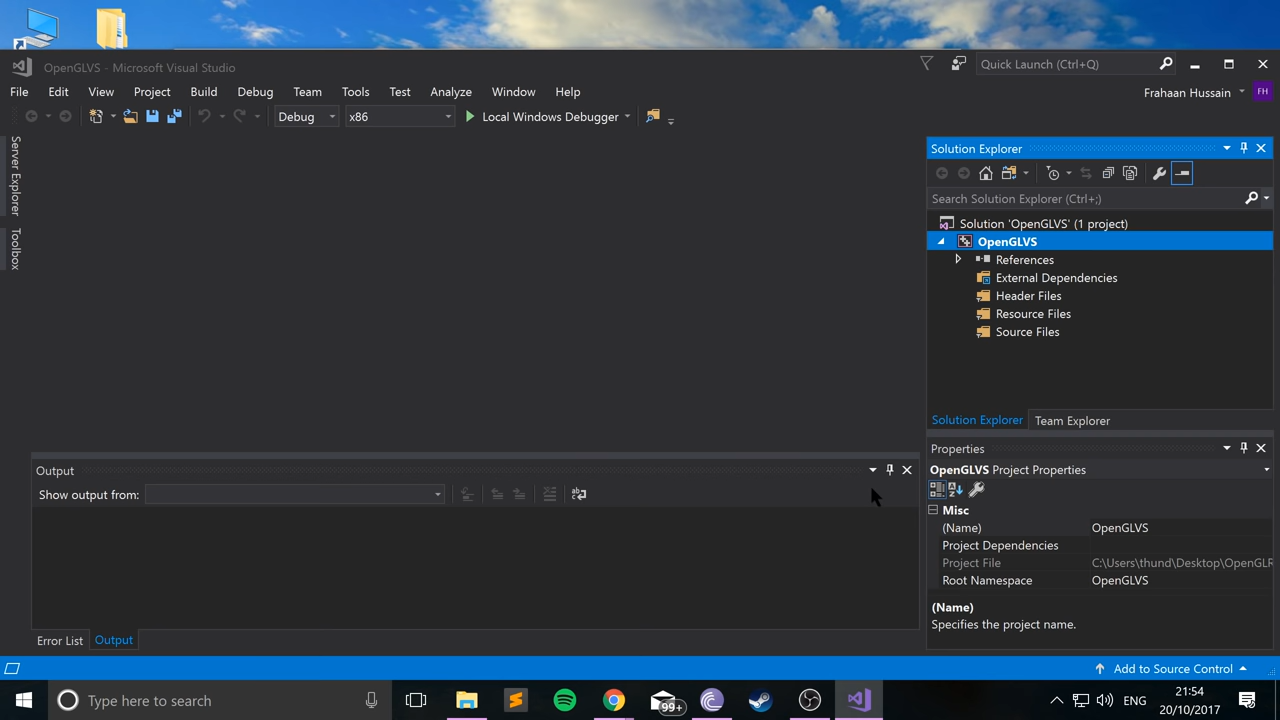 OpenGLVS - Microsoft Visual Studio
Quick Launch (Ctrl+Q)
File Edit View Project Build Debug Team Tools Test Analyze Window Help
Frahaan Hussain FH
Debug x86 Local Windows Debugger
Server Explorer
Toolbox
Solution Explorer
Search Solution Explorer (Ctrl+;)
Solution 'OpenGLVS' (1 project)
OpenGLVS
References
External Dependencies
Header Files
Resource Files
Source Files
Solution Explorer Team Explorer
Output
Show output from:
Error List Output
Properties
OpenGLVS Project Properties
Misc
(Name) OpenGLVS
Project Dependencies
Project File C:\Users\thund\Desktop\OpenGLR
Root Namespace OpenGLVS
(Name)
Specifies the project name.
Add to Source Control
Type here to search
99+
ENG
21:54
20/10/2017